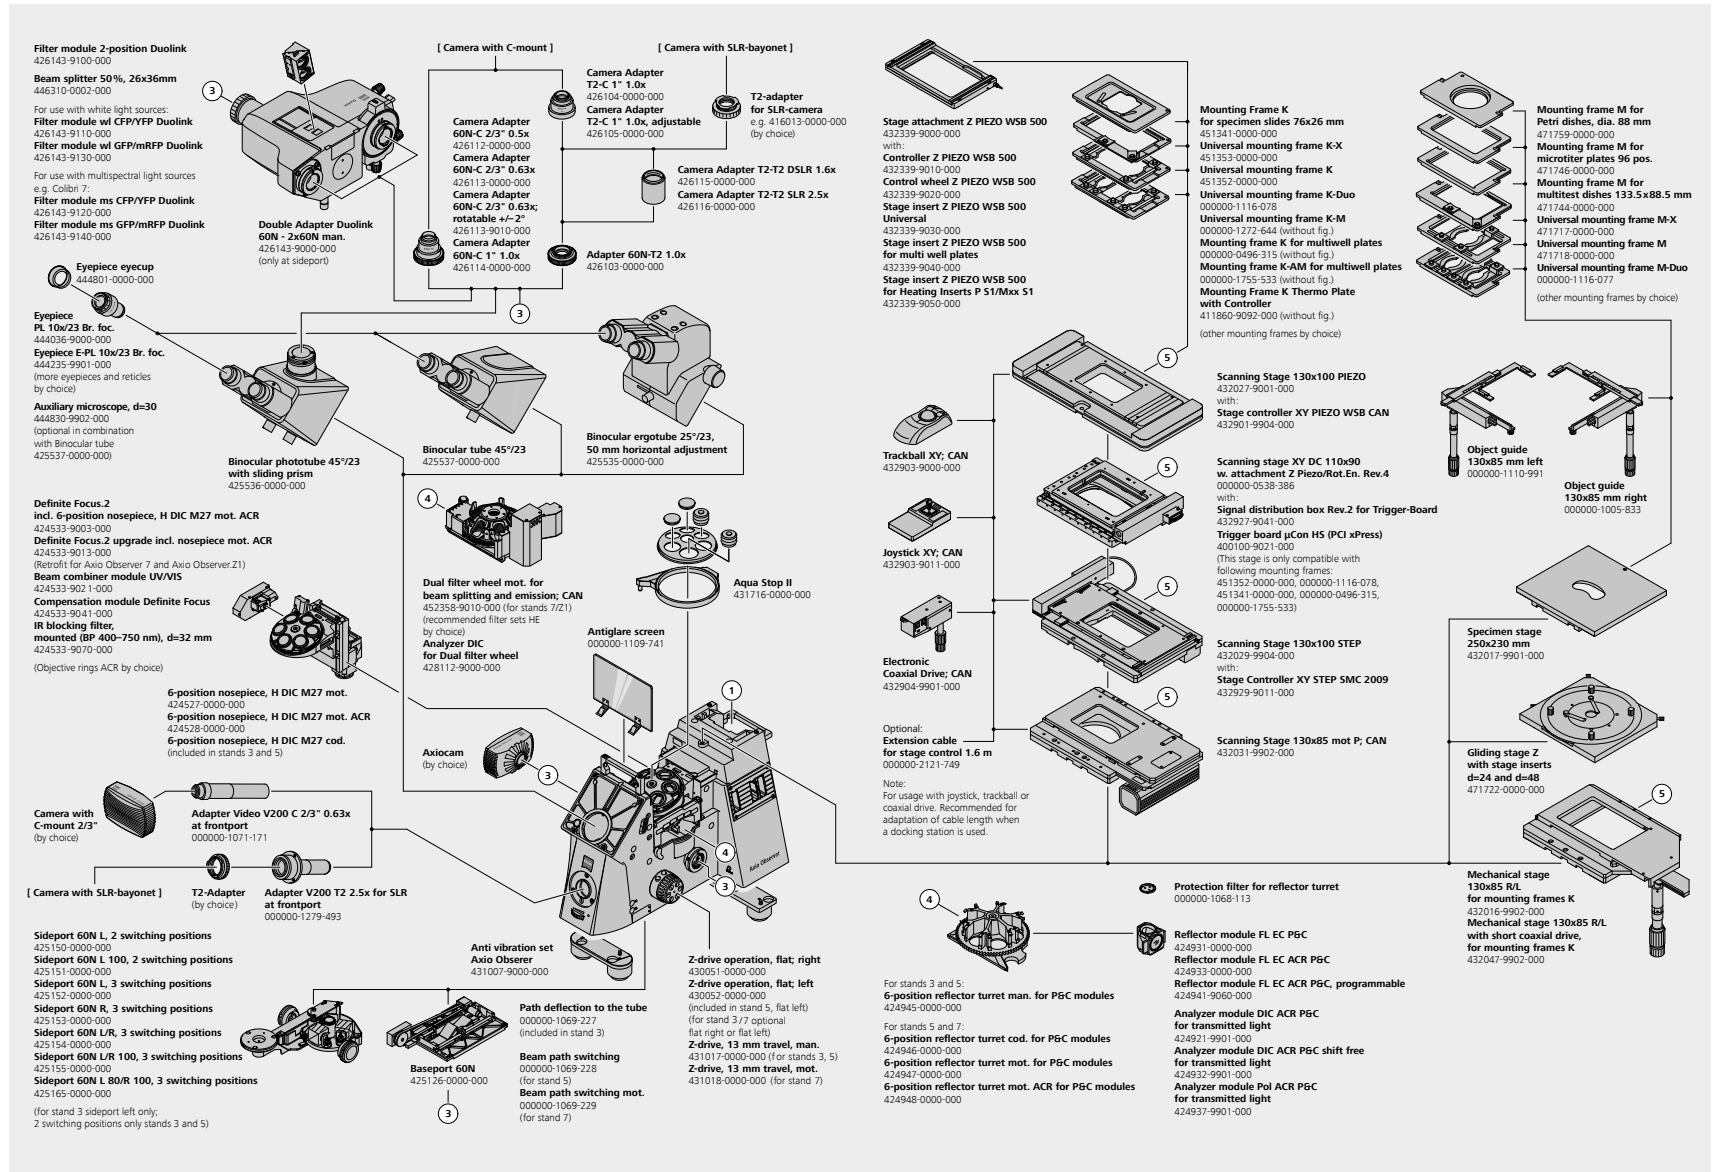 Filter module 2-position Duolink
426143-9100-000
Beam splitter 50 %, 26x36mm
446310-0002-000
For use with white light sources:
Filter module wl CFP/YFP Duolink
426143-9110-000
Filter module wl GFP/mRFP Duolink
426143-9130-000
For use with multispectral light sources
e.g. Colibri 7:
Filter module ms CFP/YFP Duolink
426143-9120-000
Filter module ms GFP/mRFP Duolink
426143-9140-000
3
Double Adapter Duolink
60N - 2x60N man.
426143-9000-000
(only at sideport)
[ Camera with C-mount ]
[ Camera with SLR-bayonet ]
Camera Adapter
T2-C 1" 1.0x
426104-0000-000
Camera Adapter
T2-C 1" 1.0x, adjustable
426105-0000-000
T2-adapter
for SLR-camera
e.g. 416013-0000-000
(by choice)
Camera Adapter
60N-C 2/3" 0.5x
426112-0000-000
Camera Adapter
60N-C 2/3" 0.63x
426113-0000-000
Camera Adapter
60N-C 2/3" 0.63x;
rotatable +/−2°
426113-9010-000
Camera Adapter
60N-C 1" 1.0x
426114-0000-000
Camera Adapter T2-T2 DSLR 1.6x
426115-0000-000
Camera Adapter T2-T2 SLR 2.5x
426116-0000-000
Adapter 60N-T2 1.0x
426103-0000-000
3
Eyepiece eyecup
444801-0000-000
Eyepiece
PL 10x/23 Br. foc.
444036-9000-000
Eyepiece E-PL 10x/23 Br. foc.
444235-9901-000
(more eyepieces and reticles
by choice)
Auxiliary microscope, d=30
444830-9902-000
(optional in combination
with Binocular tube
425537-0000-000)
Binocular phototube 45°/23
with sliding prism
425536-0000-000
Binocular tube 45°/23
425537-0000-000
Binocular ergotube 25°/23,
50 mm horizontal adjustment
425535-0000-000
Definite Focus.2
incl. 6-position nosepiece, H DIC M27 mot. ACR
424533-9003-000
Definite Focus.2 upgrade incl. nosepiece mot. ACR
424533-9013-000
(Retrofit for Axio Observer 7 and Axio Observer.Z1)
Beam combiner module UV/VIS
424533-9021-000
Compensation module Definite Focus
424533-9041-000
IR blocking filter,
mounted (BP 400–750 nm), d=32 mm
424533-9070-000
(Objective rings ACR by choice)
6-position nosepiece, H DIC M27 mot.
424527-0000-000
6-position nosepiece, H DIC M27 mot. ACR
424528-0000-000
6-position nosepiece, H DIC M27 cod.
(included in stands 3 and 5)
4
Dual filter wheel mot. for
beam splitting and emission; CAN
452358-9010-000 (for stands 7/Z1)
(recommended filter sets HE
by choice)
Analyzer DIC
for Dual filter wheel
428112-9000-000
Aqua Stop II
431716-0000-000
Antiglare screen
000000-1109-741
1
Axiocam
(by choice)
3
Axio Observer
4
3
Camera with
C-mount 2/3"
(by choice)
Adapter Video V200 C 2/3" 0.63x
at frontport
000000-1071-171
[ Camera with SLR-bayonet ]
T2-Adapter
(by choice)
Adapter V200 T2 2.5x for SLR
at frontport
000000-1279-493
Sideport 60N L, 2 switching positions
425150-0000-000
Sideport 60N L 100, 2 switching positions
425151-0000-000
Sideport 60N L, 3 switching positions
425152-0000-000
Sideport 60N R, 3 switching positions
425153-0000-000
Sideport 60N L/R, 3 switching positions
425154-0000-000
Sideport 60N L/R 100, 3 switching positions
425155-0000-000
Sideport 60N L 80/R 100, 3 switching positions
425165-0000-000
(for stand 3 sideport left only;
2 switching positions only stands 3 and 5)
Anti vibration set
Axio Obserer
431007-9000-000
Baseport 60N
425126-0000-000
3
Path deflection to the tube
000000-1069-227
(included in stand 3)
Beam path switching
000000-1069-228
(for stand 5)
Beam path switching mot.
000000-1069-229
(for stand 7)
Z-drive operation, flat; right
430051-0000-000
Z-drive operation, flat; left
430052-0000-000
(included in stand 5, flat left)
(for stand 3/7 optional
flat right or flat left)
Z-drive, 13 mm travel, man.
431017-0000-000 (for stands 3, 5)
Z-drive, 13 mm travel, mot.
431018-0000-000 (for stand 7)
Stage attachment Z PIEZO WSB 500
432339-9000-000
with:
Controller Z PIEZO WSB 500
432339-9010-000
Control wheel Z PIEZO WSB 500
432339-9020-000
Stage insert Z PIEZO WSB 500
Universal
432339-9030-000
Stage insert Z PIEZO WSB 500
for multi well plates
432339-9040-000
Stage insert Z PIEZO WSB 500
for Heating Inserts P S1/Mxx S1
432339-9050-000
Mounting Frame K
for specimen slides 76x26 mm
451341-0000-000
Universal mounting frame K-X
451353-0000-000
Universal mounting frame K
451352-0000-000
Universal mounting frame K-Duo
000000-1116-078
Universal mounting frame K-M
000000-1272-644 (without fig.)
Mounting frame K for multiwell plates
000000-0496-315 (without fig.)
Mounting frame K-AM for multiwell plates
000000-1755-533 (without fig.)
Mounting Frame K Thermo Plate
with Controller
411860-9092-000 (without fig.)
(other mounting frames by choice)
Mounting frame M for
Petri dishes, dia. 88 mm
471759-0000-000
Mounting frame M for
microtiter plates 96 pos.
471746-0000-000
Mounting frame M for
multitest dishes 133.5x88.5 mm
471744-0000-000
Universal mounting frame M-X
471717-0000-000
Universal mounting frame M
471718-0000-000
Universal mounting frame M-Duo
000000-1116-077
(other mounting frames by choice)
5
Scanning Stage 130x100 PIEZO
432027-9001-000
with:
Stage controller XY PIEZO WSB CAN
432901-9904-000
Trackball XY; CAN
432903-9000-000
5
Scanning stage XY DC 110x90
w. attachment Z Piezo/Rot.En. Rev.4
000000-0538-386
with:
Signal distribution box Rev.2 for Trigger-Board
432927-9041-000
Trigger board µCon HS (PCI xPress)
400100-9021-000
(This stage is only compatible with
following mounting frames:
451352-0000-000, 000000-1116-078,
451341-0000-000, 000000-0496-315,
000000-1755-533)
Joystick XY; CAN
432903-9011-000
5
Scanning Stage 130x100 STEP
432029-9904-000
with:
Stage Controller XY STEP SMC 2009
432929-9011-000
Electronic
Coaxial Drive; CAN
432904-9901-000
5
Scanning Stage 130x85 mot P; CAN
432031-9902-000
Optional:
Extension cable
for stage control 1.6 m
000000-2121-749
Note:
For usage with joystick, trackball or
coaxial drive. Recommended for
adaptation of cable length when
a docking station is used.
Object guide
130x85 mm left
000000-1110-991
Object guide
130x85 mm right
000000-1005-833
Specimen stage
250x230 mm
432017-9901-000
Gliding stage Z
with stage inserts
d=24 and d=48
471722-0000-000
5
Mechanical stage
130x85 R/L
for mounting frames K
432016-9902-000
Mechanical stage 130x85 R/L
with short coaxial drive,
for mounting frames K
432047-9902-000
4
For stands 3 and 5:
6-position reflector turret man. for P&C modules
424945-0000-000
For stands 5 and 7:
6-position reflector turret cod. for P&C modules
424946-0000-000
6-position reflector turret mot. for P&C modules
424947-0000-000
6-position reflector turret mot. ACR for P&C modules
424948-0000-000
Protection filter for reflector turret
000000-1068-113
Reflector module FL EC P&C
424931-0000-000
Reflector module FL EC ACR P&C
424933-0000-000
Reflector module FL EC ACR P&C, programmable
424941-9060-000
Analyzer module DIC ACR P&C
for transmitted light
424921-9901-000
Analyzer module DIC ACR P&C shift free
for transmitted light
424932-9901-000
Analyzer module Pol ACR P&C
for transmitted light
424937-9901-000